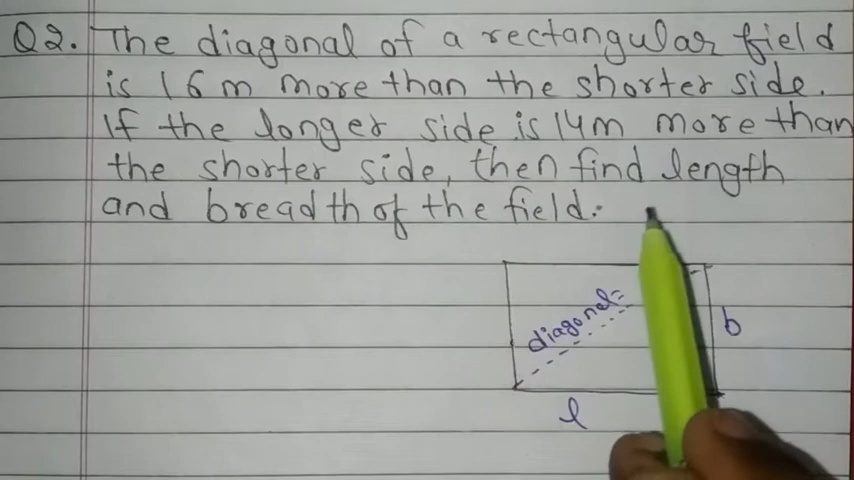 Q2. The diagonal of a rectangular field
is 16 m more than the shorter side.
If the longer side is 14m more than
the shorter side, then find length
and breadth of the field.
diagonal=
b
l